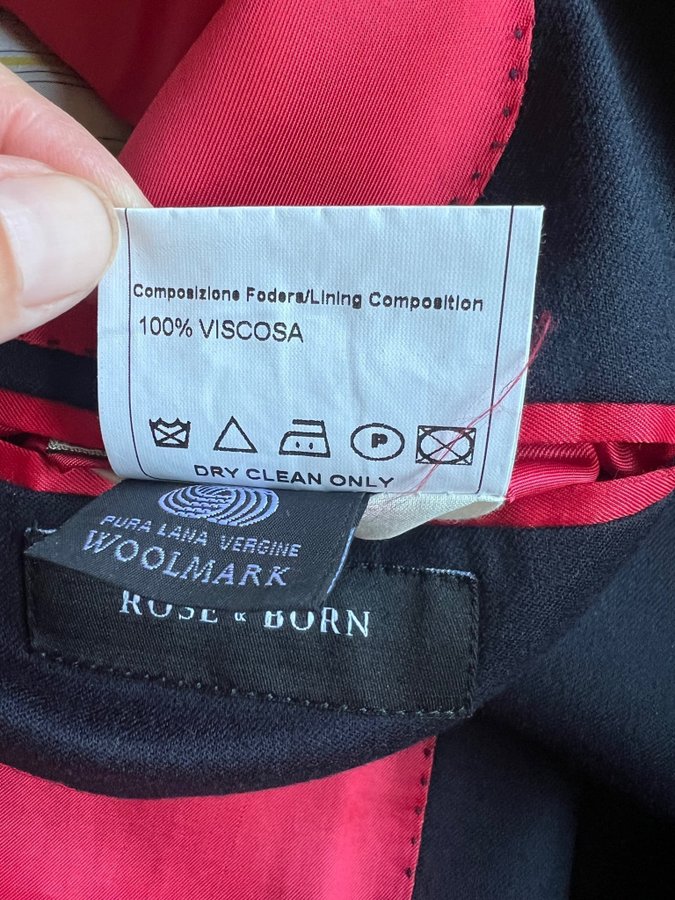 Composizione Fodera/Lining Composition
100% VISCOSA
P
DRY CLEAN ONLY
PURA LANA VERGINE
WOOLMARK
ROSE & BORN